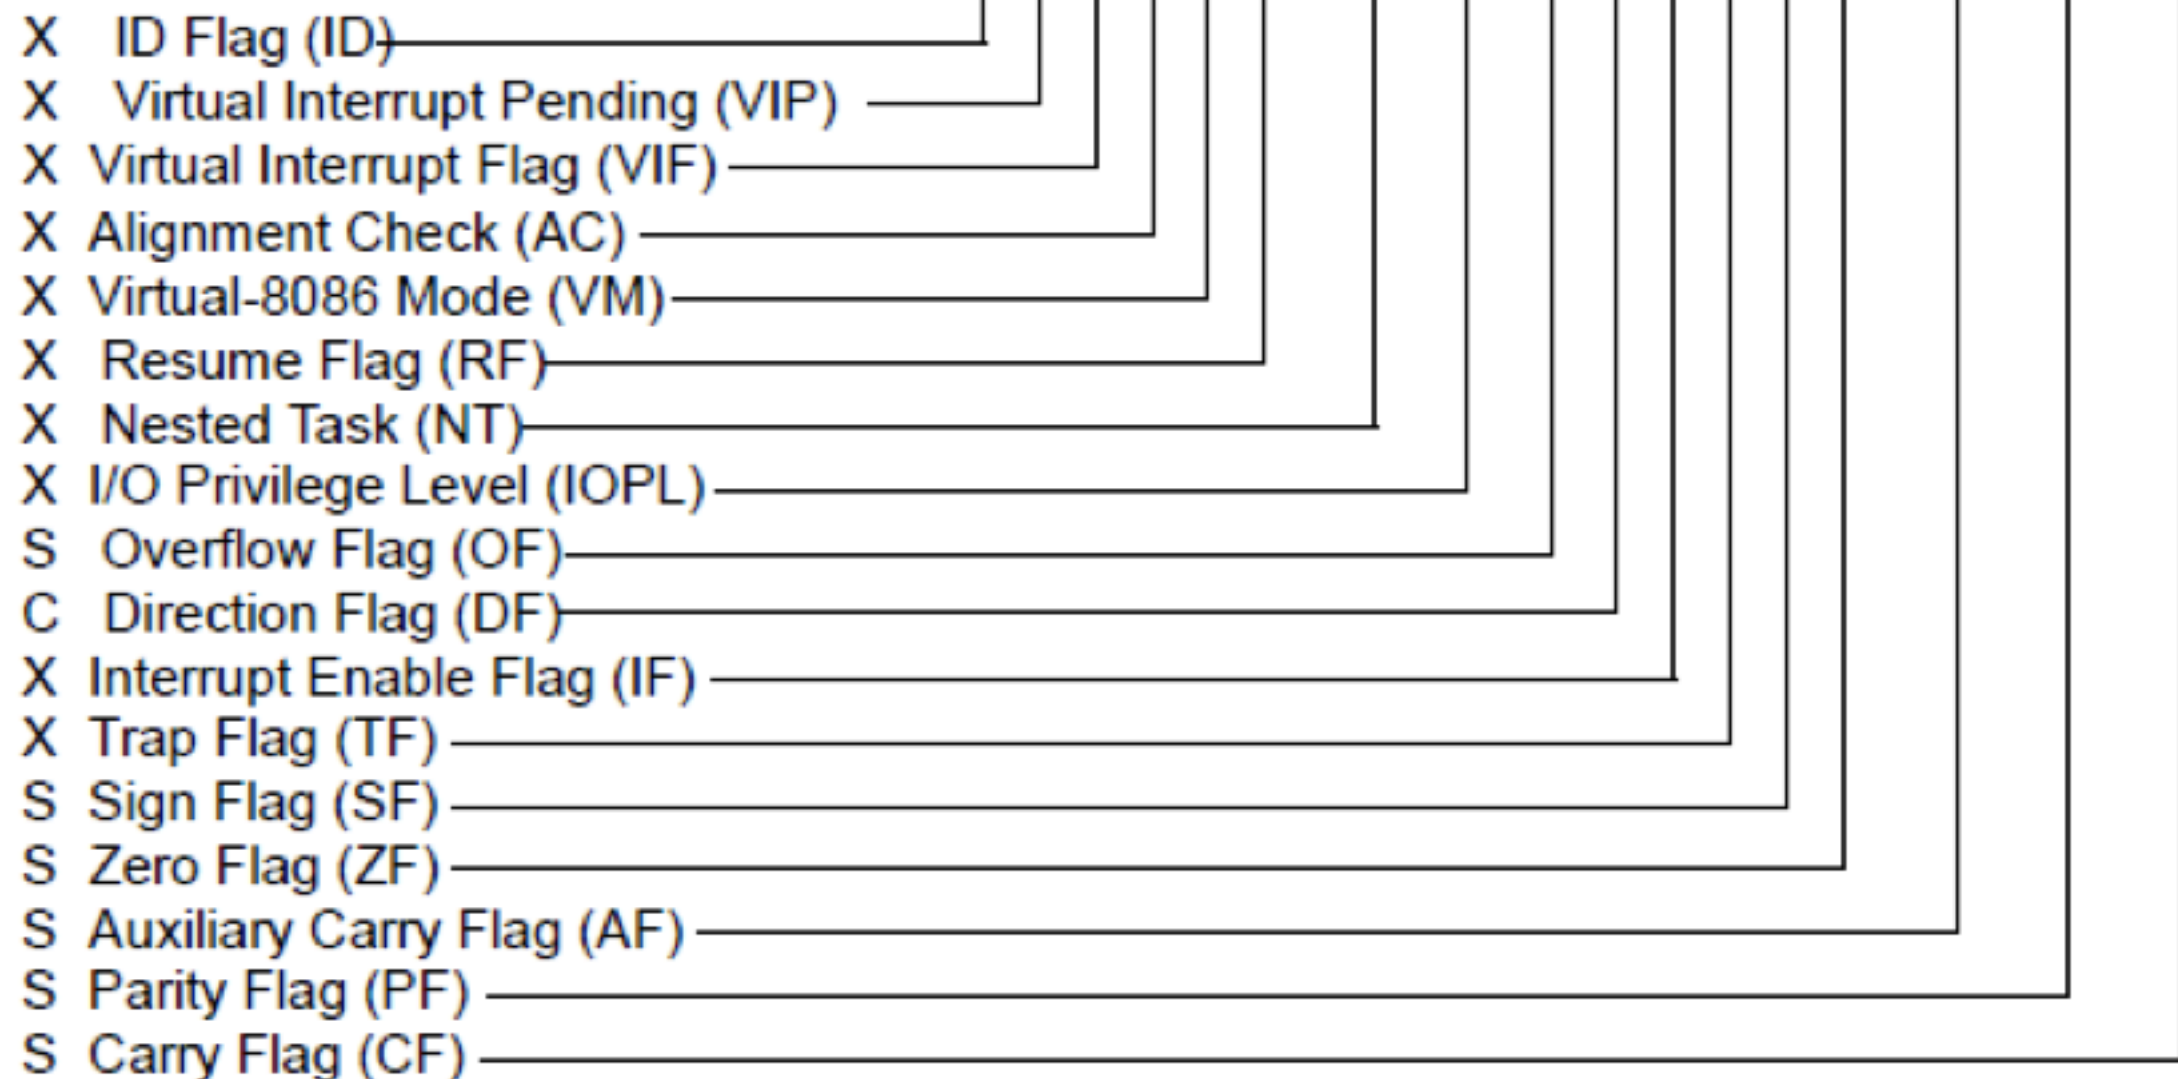 X ID Flag (ID)
X Virtual Interrupt Pending (VIP)
X Virtual Interrupt Flag (VIF)
X Alignment Check (AC)
X Virtual-8086 Mode (VM)
X Resume Flag (RF)
X Nested Task (NT)
X I/O Privilege Level (IOPL)
S Overflow Flag (OF)
C Direction Flag (DF)
X Interrupt Enable Flag (IF)
X Trap Flag (TF)
S Sign Flag (SF)
S Zero Flag (ZF)
S Auxiliary Carry Flag (AF)
S Parity Flag (PF)
S Carry Flag (CF)